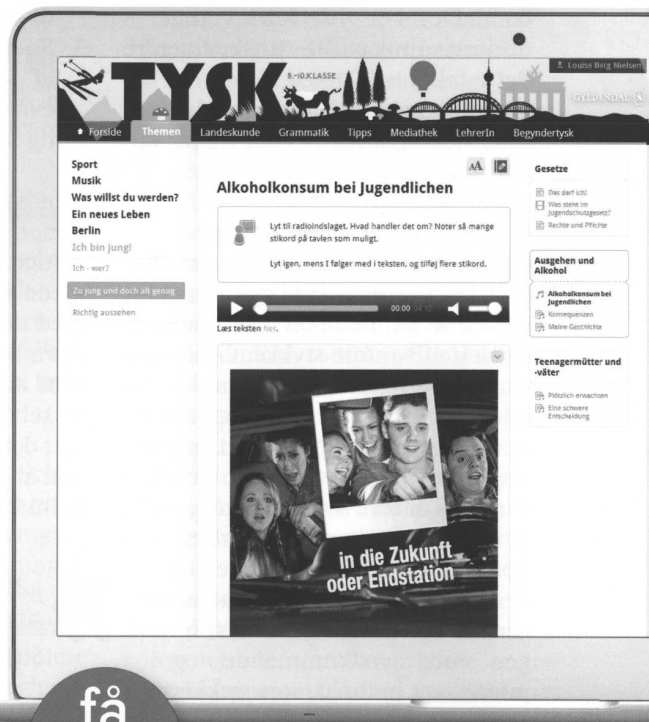 Louise Berg Nielsen
TYSK
8.-10.KLASSE
GYLDENDAL
Forside Themen Landeskunde Grammatik Tipps Mediathek LehrerIn Begyndertysk
Sport
Musik
Was willst du werden?
Ein neues Leben
Berlin
Ich bin jung!
Ich - wer?
Zu jung und doch alt genug
Richtig aussehen
AA
Alkoholkonsum bei Jugendlichen
Lyt til radioindslaget. Hvad handler det om? Noter så mange
stikord på tavlen som muligt.
Lyt igen, mens I følger med i teksten, og tilføj flere stikord.
00:00 04:10
Læs teksten her.
in die Zukunft
oder Endstation
Gesetze
Das darf ich!
Was steht im
Jugendschutzgesetz?
Rechte und Pflichte
Ausgehen und
Alkohol
Alkoholkonsum bei
Jugendlichen
Konsequenzen
Meine Geschichte
Teenagermütter und
-väter
Plötzlich erwachsen
Eine schwere
Entscheidung
få